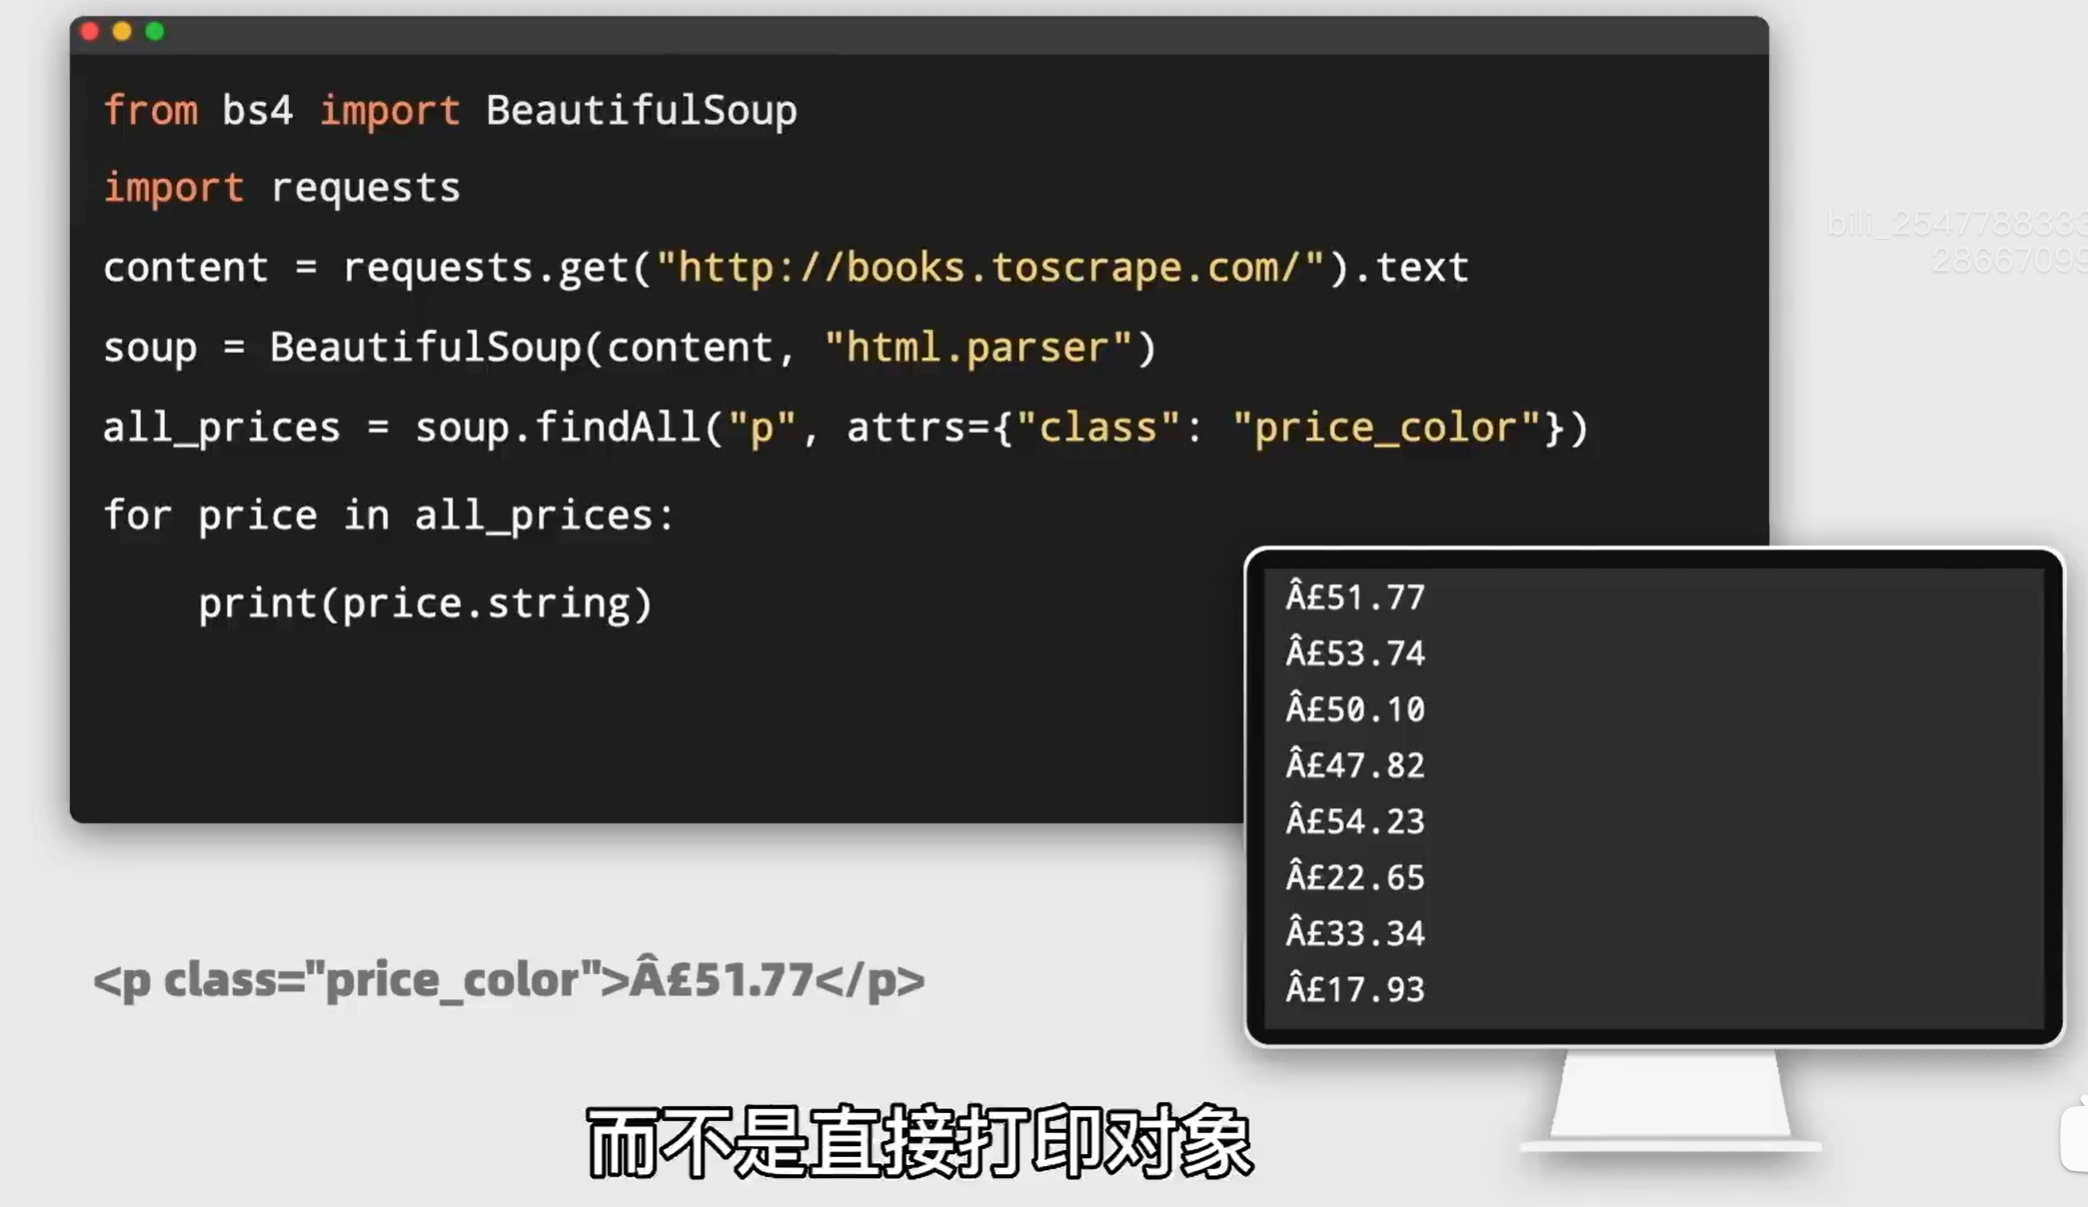 from bs4 import BeautifulSoup
import requests
content = requests.get("http://books.toscrape.com/").text
soup = BeautifulSoup(content, "html.parser")
all_prices = soup.findAll("p", attrs={"class": "price_color"})
for price in all_prices:
    print(price.string)
bili_2547788333
28667099
Â£51.77
Â£53.74
Â£50.10
Â£47.82
Â£54.23
Â£22.65
Â£33.34
Â£17.93
<p class="price_color">Â£51.77</p>
而不是直接打印对象